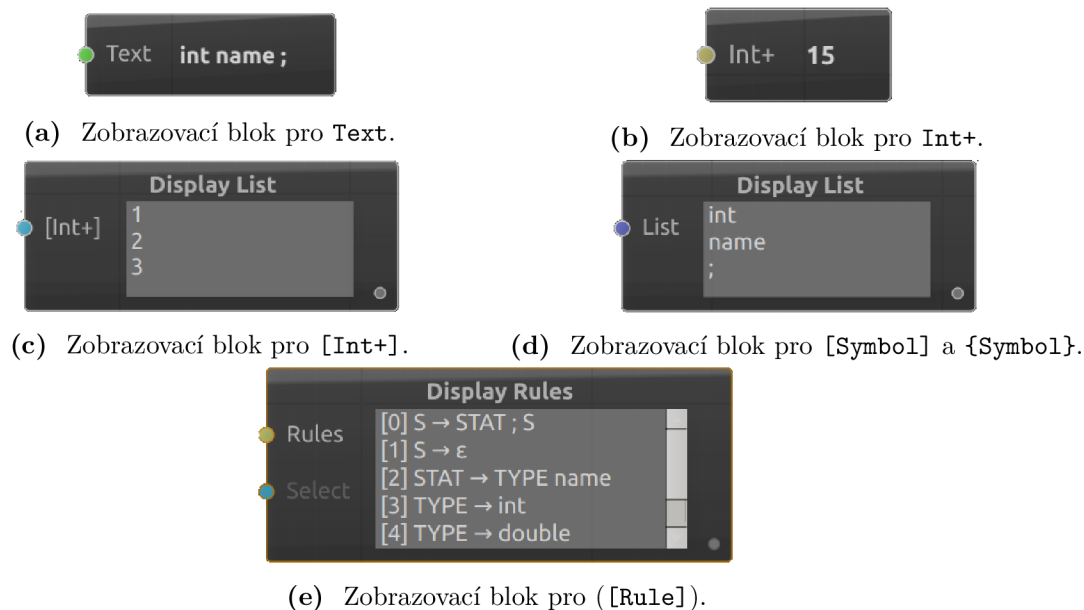 Text int name ;
Int+ 15
(a) Zobrazovací blok pro Text.
(b) Zobrazovací blok pro Int+.
Display List
[Int+]
1
2
3
Display List
List
int
name
;
(c) Zobrazovací blok pro [Int+].
(d) Zobrazovací blok pro [Symbol] a {Symbol}.
Display Rules
Rules
Select
[0] S → STAT ; S
[1] S → ε
[2] STAT → TYPE name
[3] TYPE → int
[4] TYPE → double
(e) Zobrazovací blok pro ([Rule]).